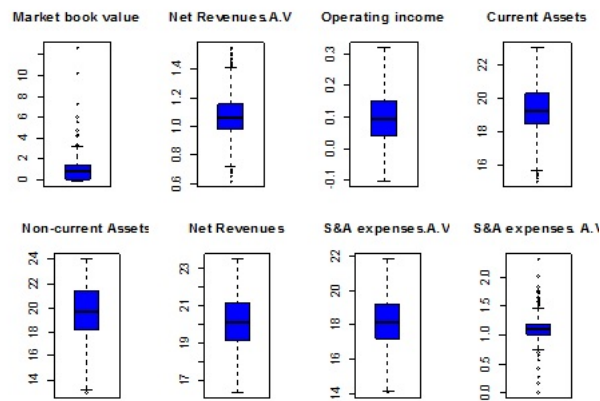 Market book value
Net Revenues.A.V
Operating income
Current Assets
0 2 4 6 8 10
0.6 0.8 1.0 1.2 1.4
-0.1 0.0 0.1 0.2 0.3
16 18 20 22
Non-current Assets
Net Revenues
S&A expenses.A.V
S&A expenses. A.V
14 16 18 20 22 24
17 19 21 23
14 16 18 20 22
0.0 0.5 1.0 1.5 2.0